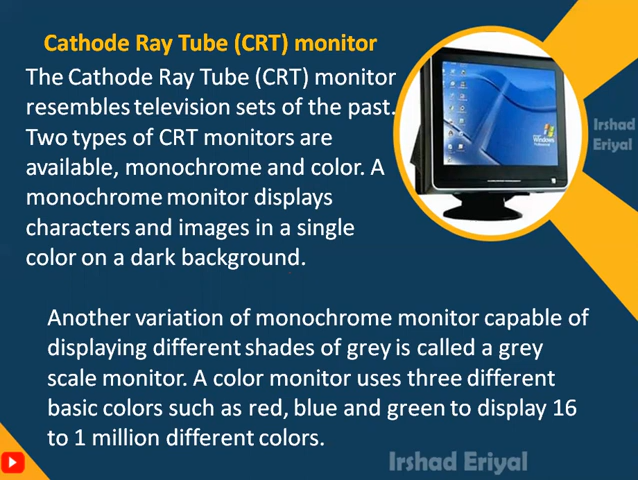 Cathode Ray Tube (CRT) monitor
The Cathode Ray Tube (CRT) monitor
resembles television sets of the past.
Two types of CRT monitors are
available, monochrome and color. A
monochrome monitor displays
characters and images in a single
color on a dark background.
Windows
Irshad
Eriyal
Another variation of monochrome monitor capable of
displaying different shades of grey is called a grey
scale monitor. A color monitor uses three different
basic colors such as red, blue and green to display 16
to 1 million different colors.
Irshad Eriyal